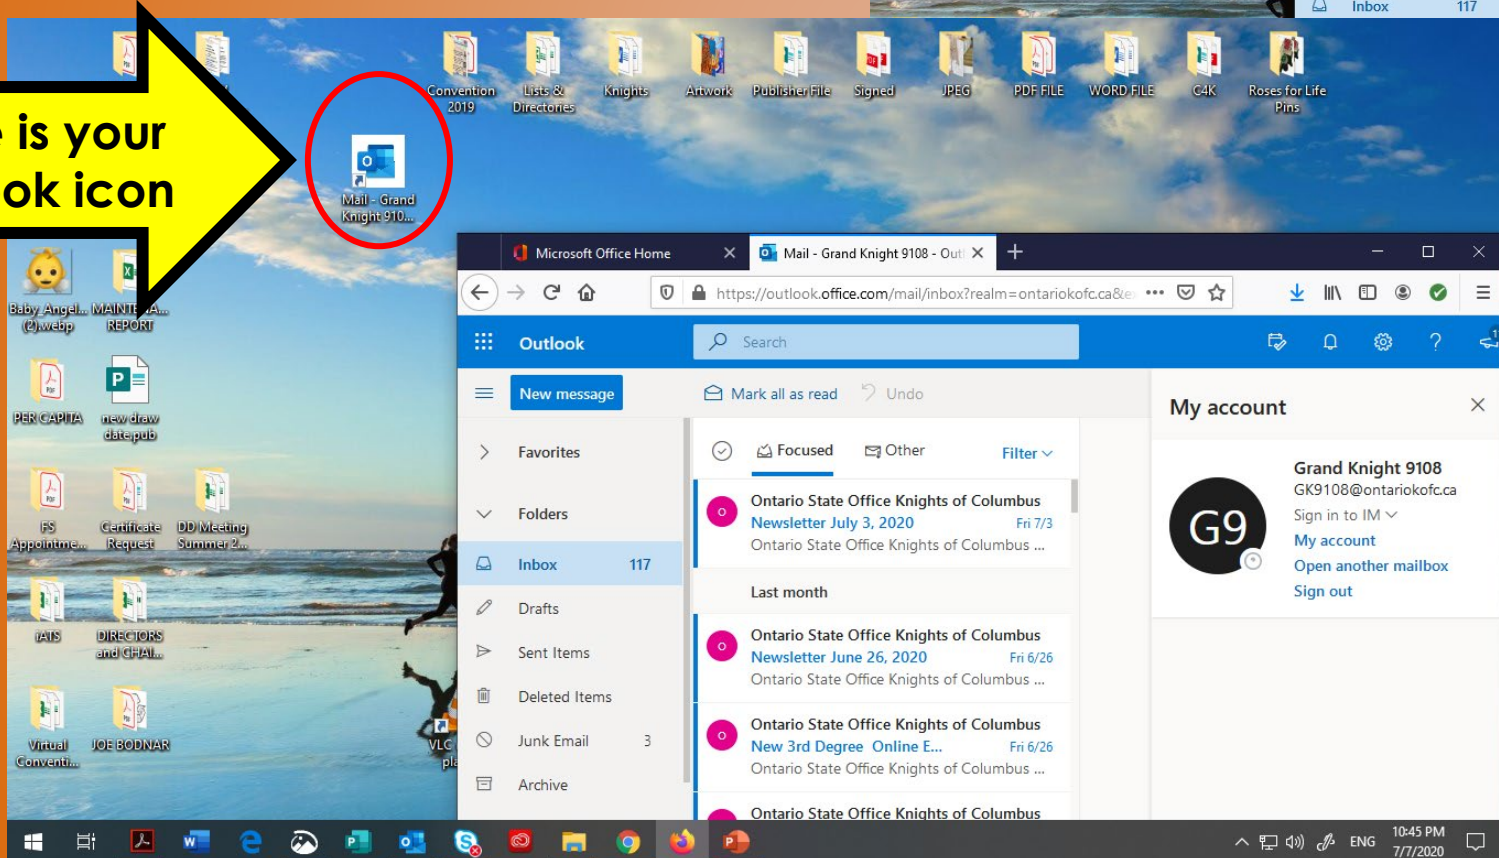 Inbox 117
Convention 2019
Lists & Directories
Knights
Artwork
Publisher File
Signed
JPEG
PDF FILE
WORD FILE
C4K
Roses for Life Pins
is your
ok icon
Mail - Grand
Knight 910...
Baby_Angel...
(2).webp
REPORT
PER CAPITA
new draw
date.pub
FS
Appointme...
Certificate
Request
DD Meeting
Summer 2...
iATS
DIRECTORS
and CHAI...
Virtual
Conventi...
JOE BODNAR
VLC
Microsoft Office Home
Mail - Grand Knight 9108 - Outl
https://outlook.office.com/mail/inbox?realm=ontariokofc.ca&e
Outlook
Search
New message
Mark all as read
Undo
Favorites
Folders
Inbox 117
Drafts
Sent Items
Deleted Items
Junk Email 3
Archive
Focused
Other
Filter
Ontario State Office Knights of Columbus
Newsletter July 3, 2020 Fri 7/3
Ontario State Office Knights of Columbus ...
Last month
Ontario State Office Knights of Columbus
Newsletter June 26, 2020 Fri 6/26
Ontario State Office Knights of Columbus ...
Ontario State Office Knights of Columbus
New 3rd Degree Online E... Fri 6/26
Ontario State Office Knights of Columbus ...
Ontario State Office Knights of Columbus
My account
G9
Grand Knight 9108
GK9108@ontariokofc.ca
Sign in to IM
My account
Open another mailbox
Sign out
ENG
10:45 PM
7/7/2020